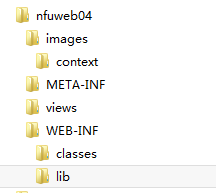 nfuweb04
images
context
META-INF
views
WEB-INF
classes
lib